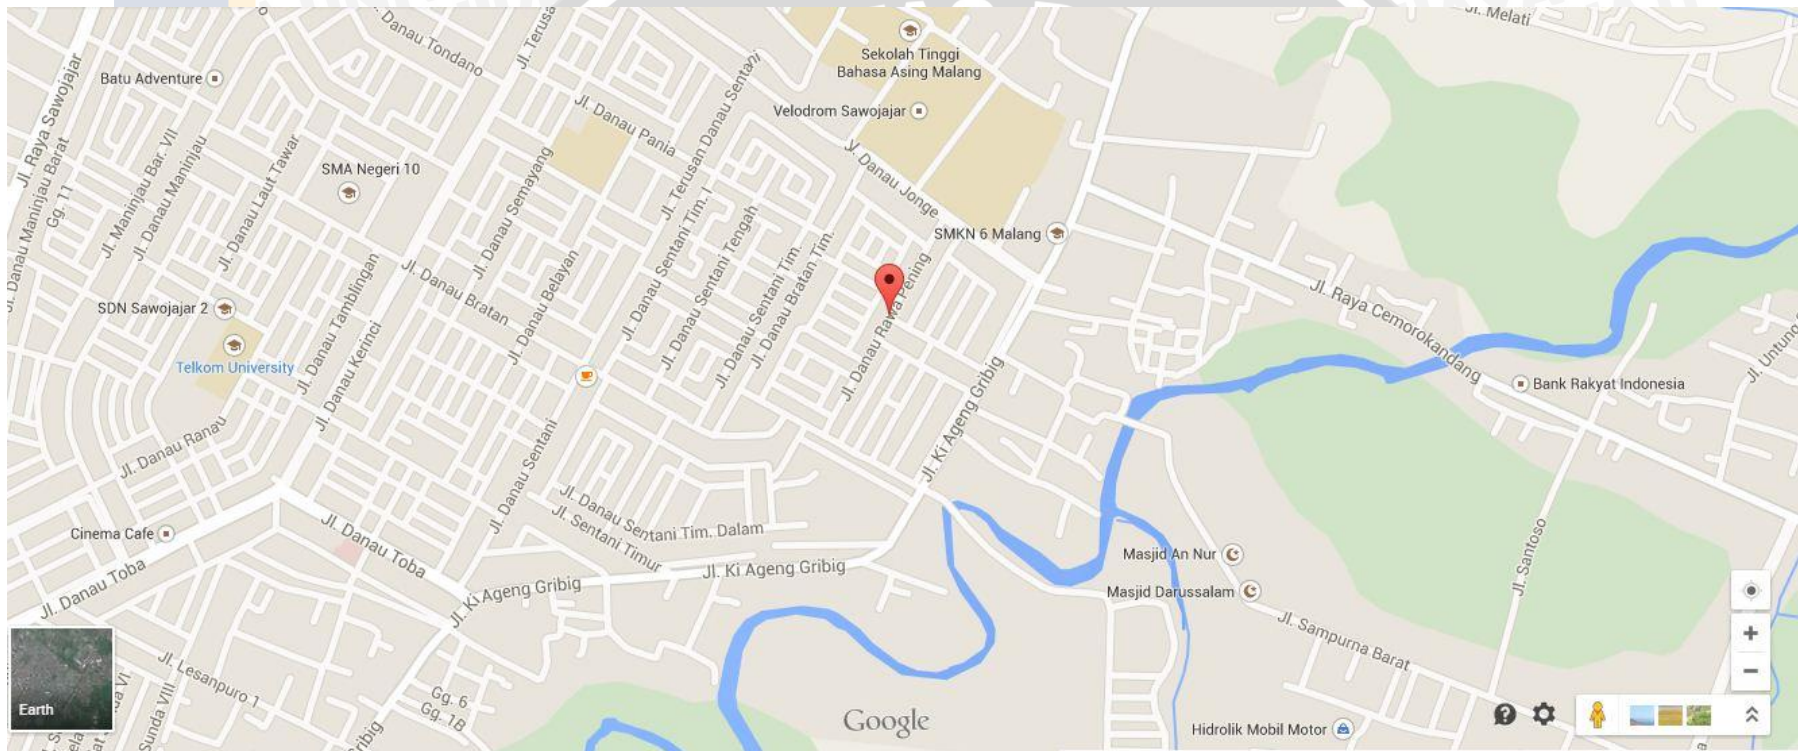 Jl. Melati
Danau Tondano
Jl. Terusa
Sekolah Tinggi
Bahasa Asing Malang
Batu Adventure
Jl. Raya Sawojajar
Jl. Danau Pania
Jl. Terusan Danau Sentani
Velodrom Sawojajar
SMA Negeri 10
Jl. Danau Maninjau Barat
Gg. 11
Jl. Maninjau Bar. VII
Jl. Danau Maninjau
Jl. Danau Laut Tawar
Jl. Danau Semayang
Danau Jonge
SMKN 6 Malang
Jl. Danau Sentani Tim. I
Jl. Danau Sentani Tengah
Jl. Danau Sentani Tim.
Jl. Danau Bratan Tim.
Jl. Danau Rawa Pening
Jl. Danau Bratan
Jl. Danau Belayan
Jl. Danau Tamblingan
Jl. Danau Kerinci
SDN Sawojajar 2
Telkom University
Jl. Raya Cemorokandang
Bank Rakyat Indonesia
Jl. Untung
Jl. Danau Ranau
Jl. Danau Sentani
Jl. Ki Ageng Gribig
Jl. Danau Sentani Tim. Dalam
Jl. Sentani Timur
Cinema Cafe
Jl. Danau Toba
Jl. Danau Toba
Jl. Ki Ageng Gribig
Jl. Ki Ageng Gribig
Masjid An Nur
Masjid Darussalam
Jl. Santoso
Jl. Sampurna Barat
Jl. Lesanpuro 1
Gg. 6
Gg. 1B
Earth
Google
Hidrolik Mobil Motor